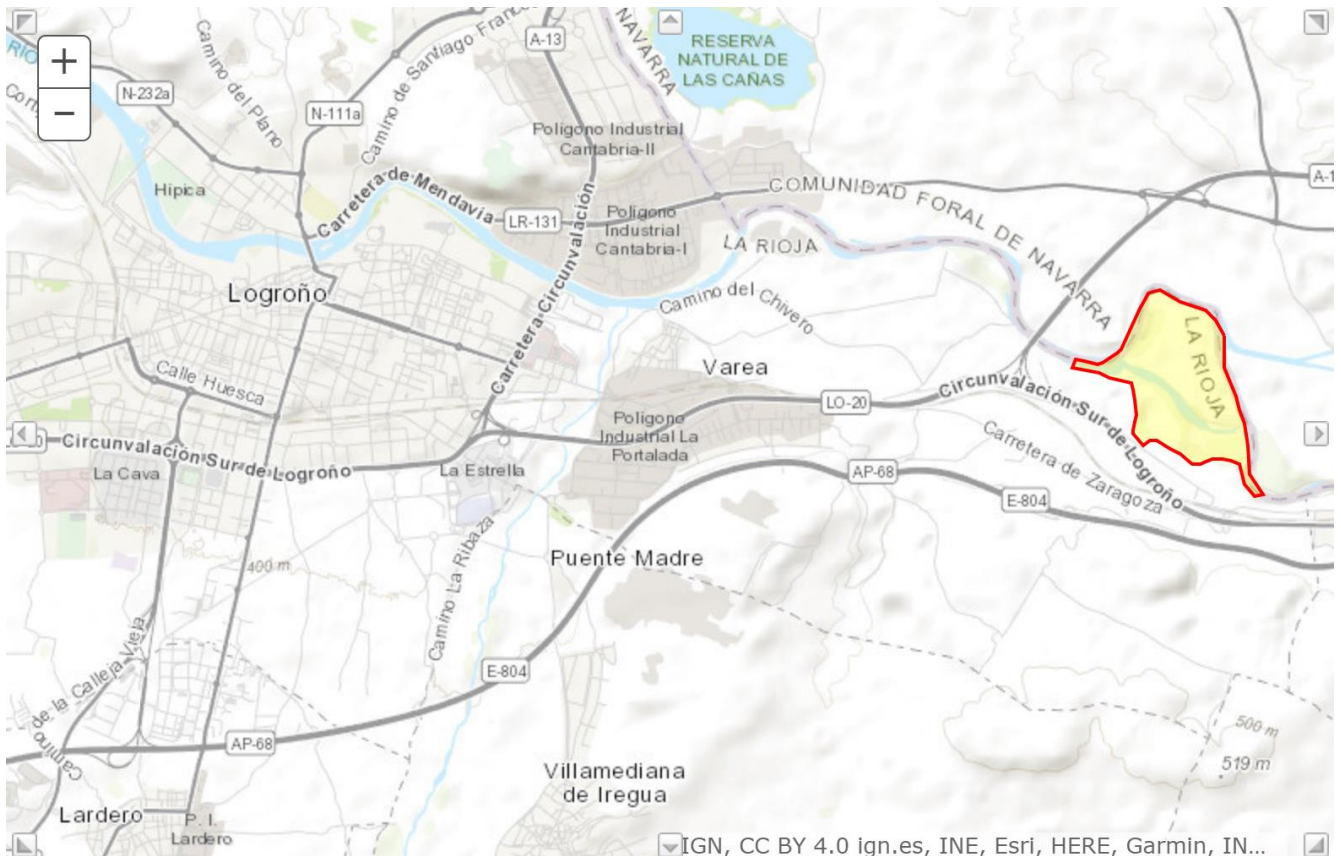 NAVARRA
RESERVA
NATURAL DE
LAS CAÑAS
A-13
+
−
N-232a
Camino del Plano
N-111a
Camino de Santiago Frances
Polígono Industrial
Cantabria-II
Hípica
Carretera de Mendavia
LR-131
Carretera Circunvalación
Polígono
Industrial
Cantabria-I
COMUNIDAD FORAL DE NAVARRA
LA RIOJA
Logroño
Camino del Chivero
LA RIOJA
Calle Huesca
Varea
LO-20
Circunvalación Sur de Logroño
Circunvalación Sur de Logroño
La Cava
La Estrella
Polígono
Industrial La
Portalada
AP-68
Carretera de Zaragoza
E-804
400 m
Camino La Ribaza
Puente Madre
Camino de la Calleja Vieja
E-804
AP-68
Villamediana
de Iregua
500 m
519 m
Lardero
P. I.
Lardero
IGN, CC BY 4.0 ign.es, INE, Esri, HERE, Garmin, IN...